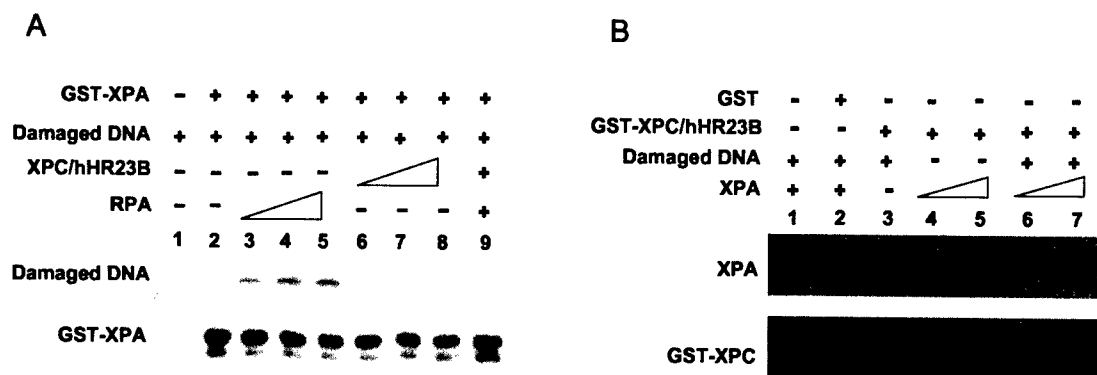 A
GST-XPA - + + + + + + + +
Damaged DNA + + + + + + + + +
XPC/hHR23B - - - - - +
RPA - - - - - +
1 2 3 4 5 6 7 8 9
Damaged DNA
GST-XPA
B
GST - + - - - - -
GST-XPC/hHR23B - - + + + + +
Damaged DNA + + + - - + +
XPA + + -
1 2 3 4 5 6 7
XPA
GST-XPC